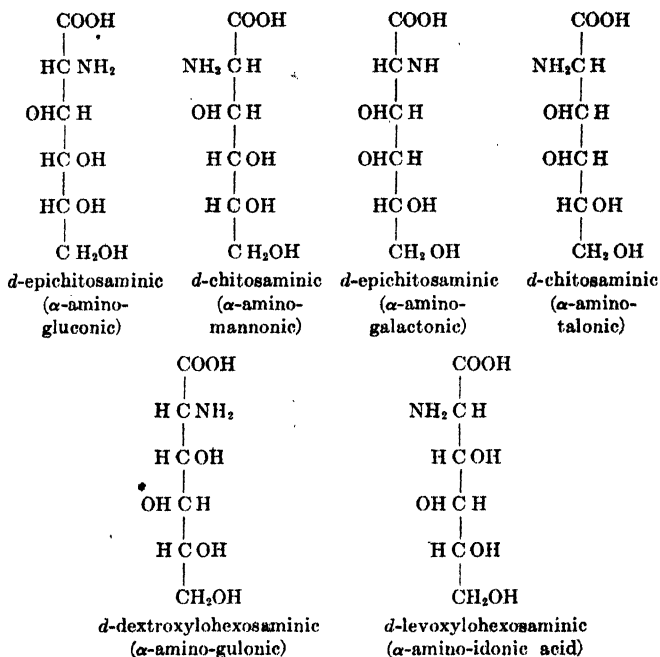 COOH COOH COOH COOH
HC NH₂ NH₂ C H HC NH NH₂C H
OHC H OH C H OHC H OHC H
HC OH H C OH OHC H OHC H
HC OH H C OH HC OH HC OH
C H₂OH C H₂OH CH₂ OH CH₂ OH
d-epichitosaminic d-chitosaminic d-epichitosaminic d-chitosaminic
(α-amino- (α-amino- (α-amino- (α-amino-
gluconic) mannonic) galactonic) talonic)
COOH COOH
H C NH₂ NH₂ C H
H C OH H C OH
OH C H OH C H
H C OH H C OH
CH₂OH CH₂OH
d-dextroxylohexosaminic d-levoxylohexosaminic
(α-amino-gulonic) (α-amino-idonic acid)